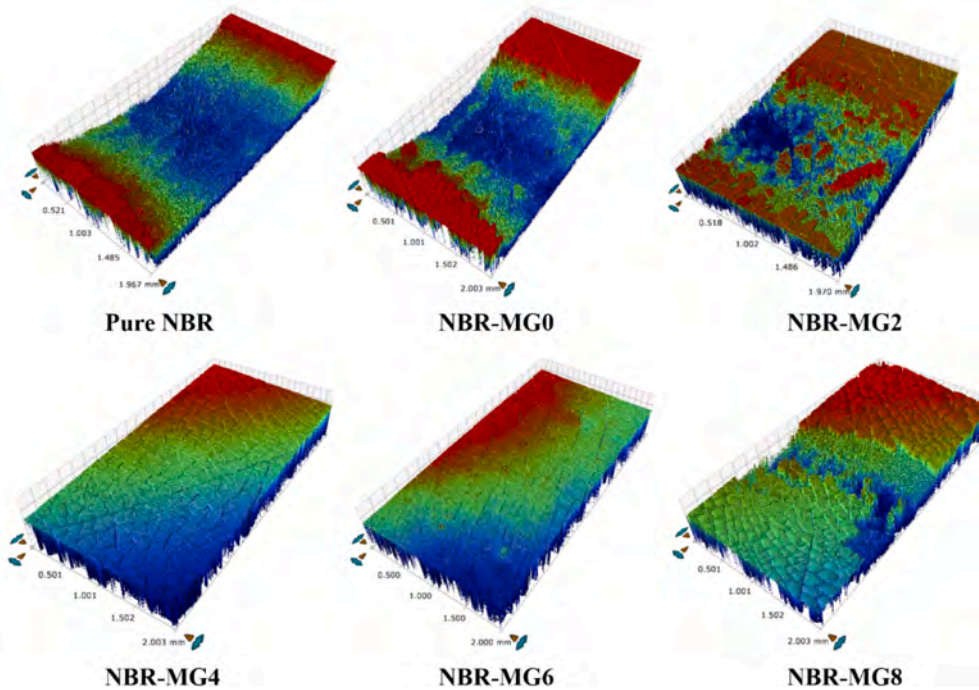 0.521
1.003
1.485
1.967 mm
Pure NBR
0.501
1.001
1.502
2.003 mm
NBR-MG0
0.518
1.002
1.486
1.970 mm
NBR-MG2
0.501
1.001
1.502
2.003 mm
NBR-MG4
0.500
1.000
1.500
2.000 mm
NBR-MG6
0.501
1.001
1.502
2.003 mm
NBR-MG8